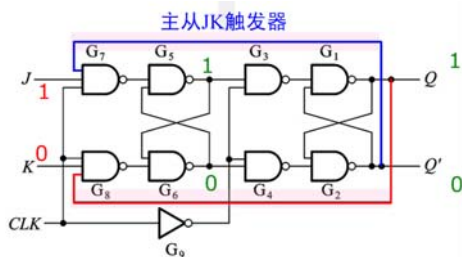 主从JK触发器
G₇ G₅ G₃ G₁
J 1 1 Q 1
K 0 0 Q' 0
G₈ G₆ G₄ G₂
CLK
G₉